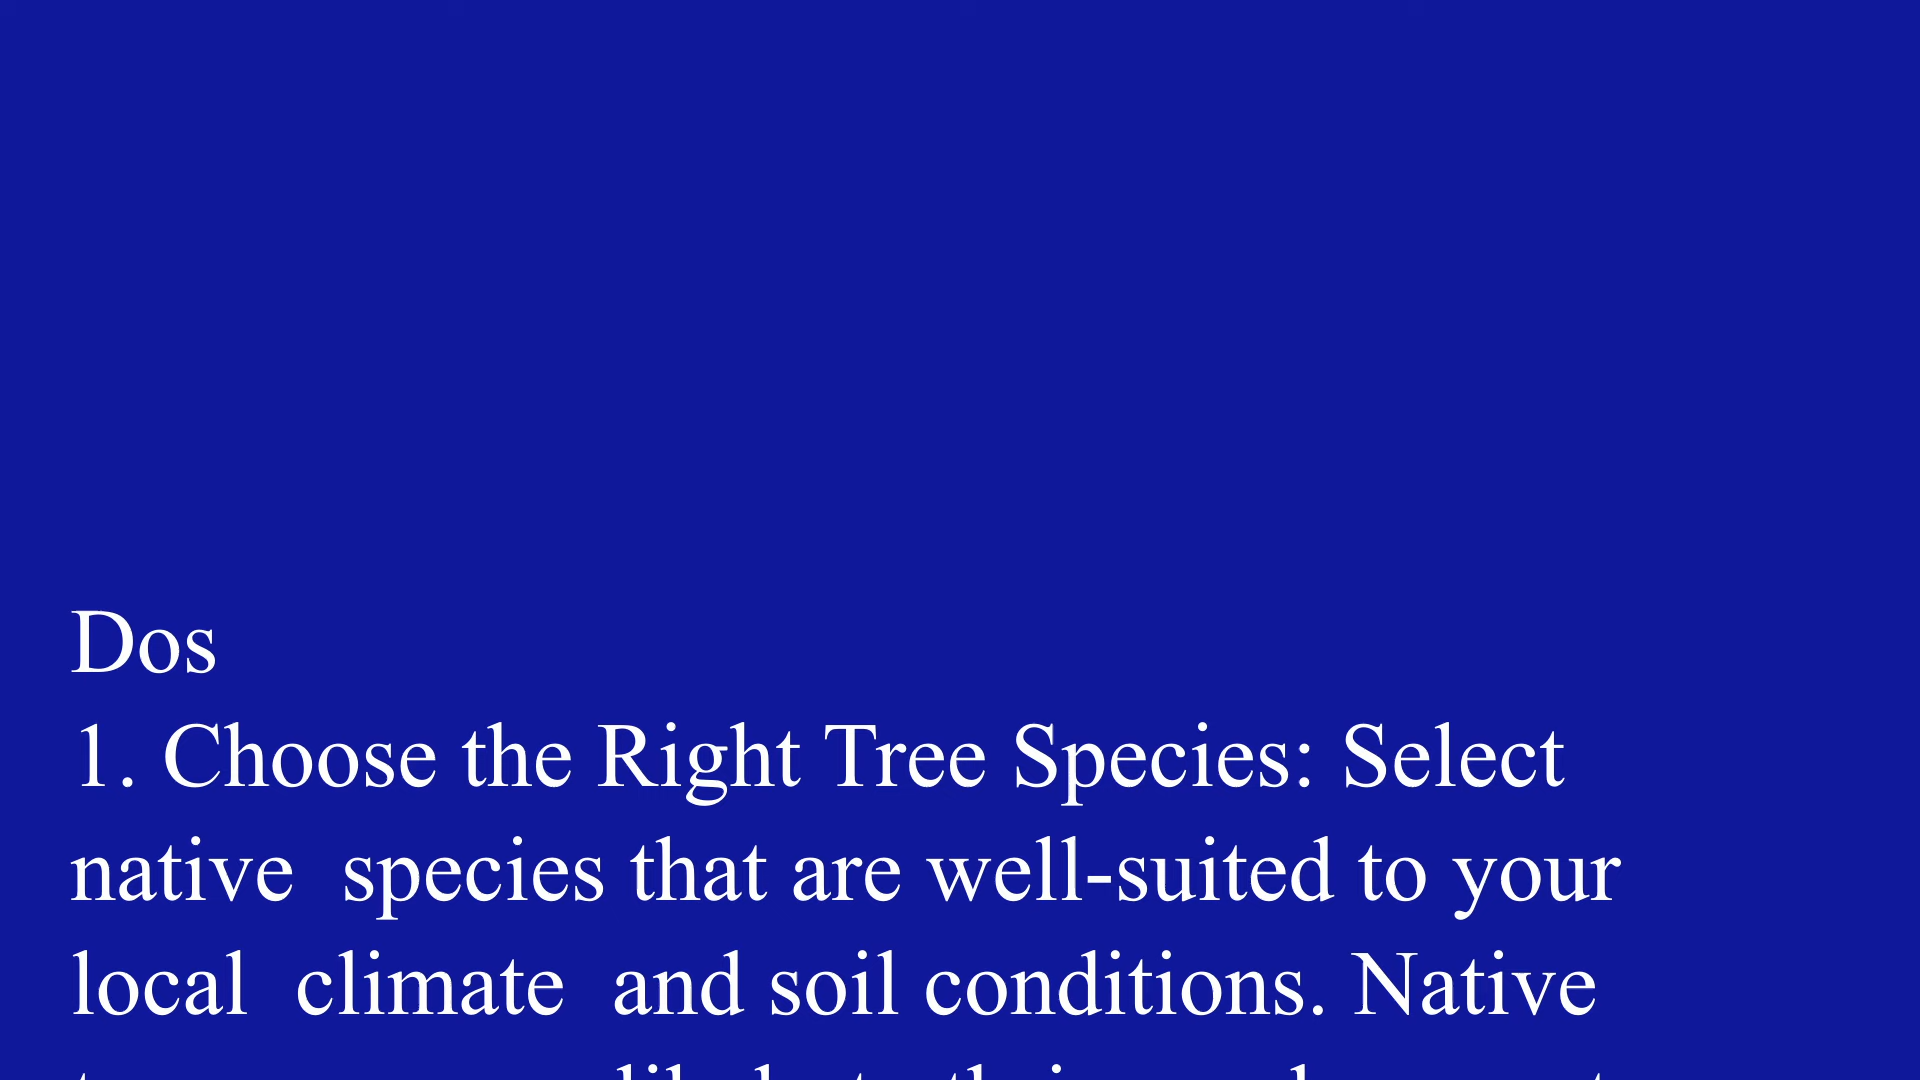 Dos
1. Choose the Right Tree Species: Select
native  species that are well-suited to your
local  climate  and soil conditions. Native